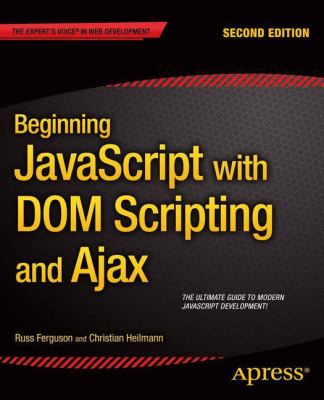 THE EXPERT'S VOICE® IN WEB DEVELOPMENT
SECOND EDITION
Beginning
JavaScript with
DOM Scripting
and Ajax
THE ULTIMATE GUIDE TO MODERN
JAVASCRIPT DEVELOPMENT!
Russ Ferguson and Christian Heilmann
Apress®